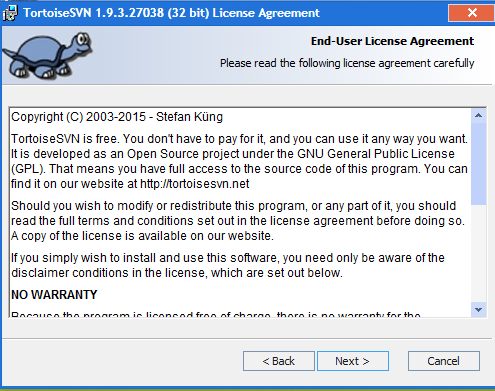 TortoiseSVN 1.9.3.27038 (32 bit) License Agreement
End-User License Agreement
Please read the following license agreement carefully
Copyright (C) 2003-2015 - Stefan Küng
TortoiseSVN is free. You don't have to pay for it, and you can use it any way you want.
It is developed as an Open Source project under the GNU General Public License
(GPL). That means you have full access to the source code of this program. You can
find it on our website at http://tortoisesvn.net
Should you wish to modify or redistribute this program, or any part of it, you should
read the full terms and conditions set out in the license agreement before doing so.
A copy of the license is available on our website.
If you simply wish to install and use this software, you need only be aware of the
disclaimer conditions in the license, which are set out below.
NO WARRANTY
Because the program is licensed free of charge, there is no warranty for the
< Back
Next >
Cancel